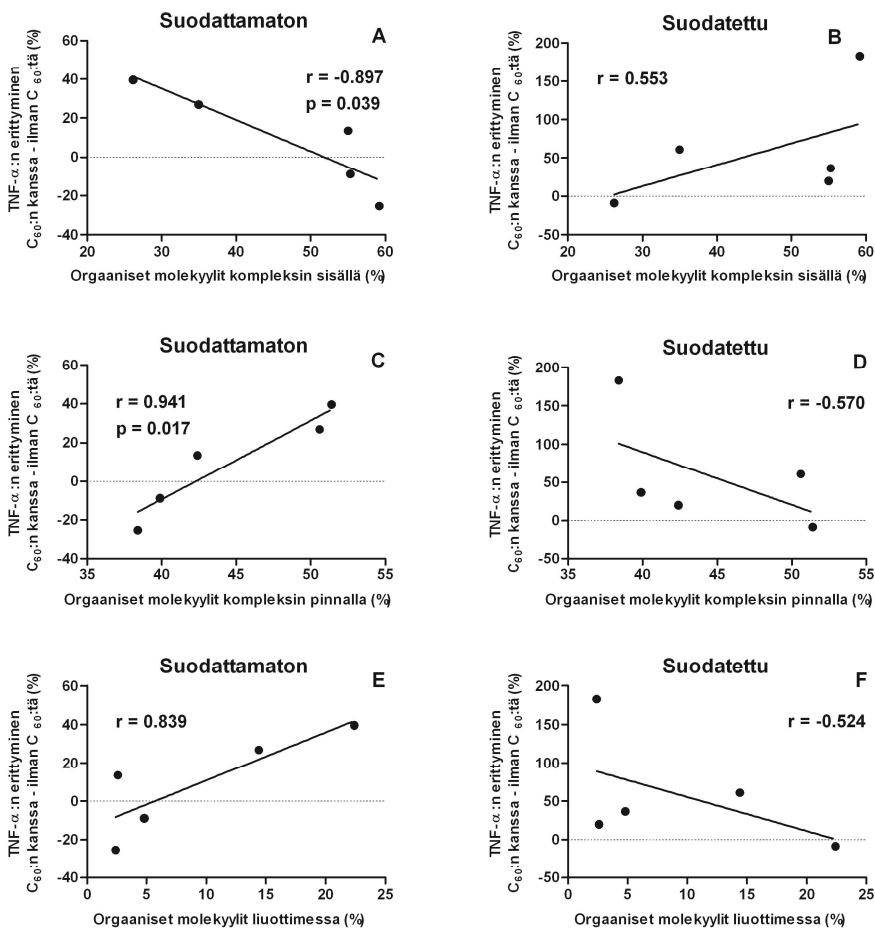 Suodattamaton
A
TNF-α:n erittyminen
C60:n kanssa - ilman C 60:tä (%)
60
40
20
0
-20
-40
r = -0.897
p = 0.039
20 30 40 50 60
Orgaaniset molekyylit kompleksin sisällä (%)
Suodatettu
B
TNF-α:n erittyminen
C60:n kanssa - ilman C 60:tä (%)
200
150
100
50
0
-50
r = 0.553
20 30 40 50 60
Orgaaniset molekyylit kompleksin sisällä (%)
Suodattamaton
C
TNF-α:n erittyminen
C60:n kanssa - ilman C 60:tä (%)
60
40
20
0
-20
-40
r = 0.941
p = 0.017
35 40 45 50 55
Orgaaniset molekyylit kompleksin pinnalla (%)
Suodatettu
D
TNF-α:n erittyminen
C60:n kanssa - ilman C 60:tä (%)
200
150
100
50
0
-50
r = -0.570
35 40 45 50 55
Orgaaniset molekyylit kompleksin pinnalla (%)
Suodattamaton
E
TNF-α:n erittyminen
C60:n kanssa - ilman C 60:tä (%)
60
40
20
0
-20
-40
r = 0.839
0 5 10 15 20 25
Orgaaniset molekyylit liuottimessa (%)
Suodatettu
F
TNF-α:n erittyminen
C60:n kanssa - ilman C 60:tä (%)
200
150
100
50
0
-50
r = -0.524
0 5 10 15 20 25
Orgaaniset molekyylit liuottimessa (%)